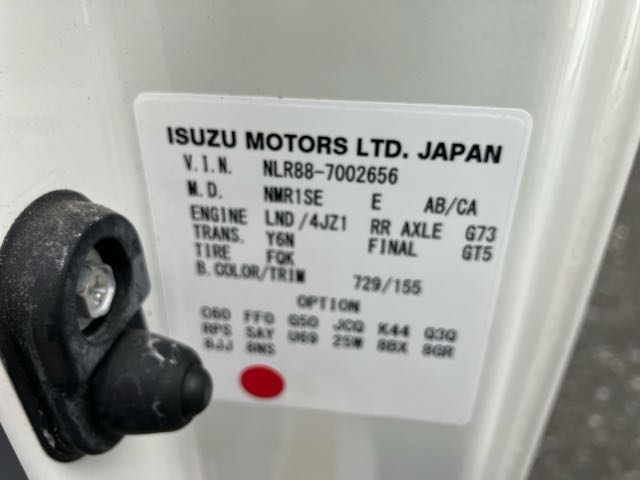 ISUZU MOTORS LTD. JAPAN
V.I.N. NLR88-7002656
M.D. NMR1SE E AB/CA
ENGINE LND/4JZ1 RR AXLE G73
TRANS. Y6N FINAL GT5
TIRE FQK
B.COLOR/TRIM 729/155
OPTION
C60 FF0 G50 JCQ K44 Q3Q
RPS SAY U69 25W 8BX 8GR
8JJ 8NS